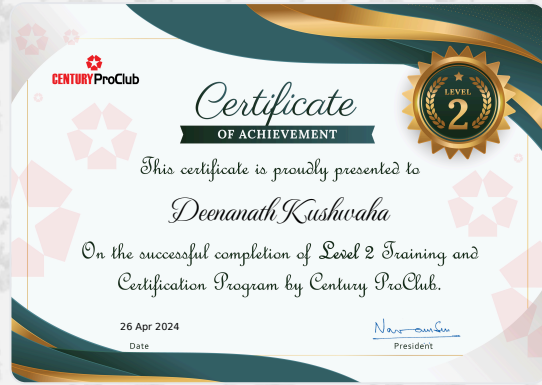 CENTURY ProClub
Certificate
OF ACHIEVEMENT
LEVEL
2
This certificate is proudly presented to
Deenanath Kushwaha
On the successful completion of Level 2 Training and
Certification Program by Century ProClub.
26 Apr 2024
Date
President